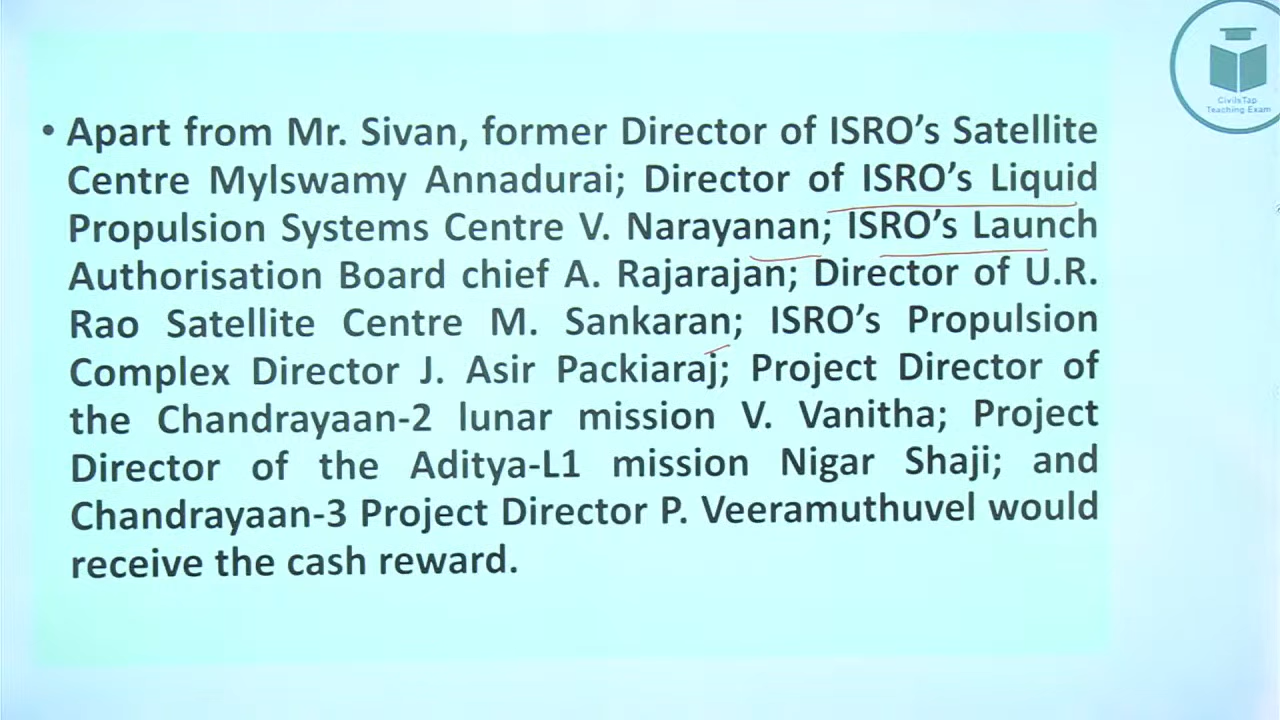 • Apart from Mr. Sivan, former Director of ISRO's Satellite
Centre Mylswamy Annadurai; Director of ISRO's Liquid
Propulsion Systems Centre V. Narayanan; ISRO's Launch
Authorisation Board chief A. Rajarajan; Director of U.R.
Rao Satellite Centre M. Sankaran; ISRO's Propulsion
Complex Director J. Asir Packiaraj; Project Director of
the Chandrayaan-2 lunar mission V. Vanitha; Project
Director of the Aditya-L1 mission Nigar Shaji; and
Chandrayaan-3 Project Director P. Veeramuthuvel would
receive the cash reward.
CivilsTap
Teaching Exam